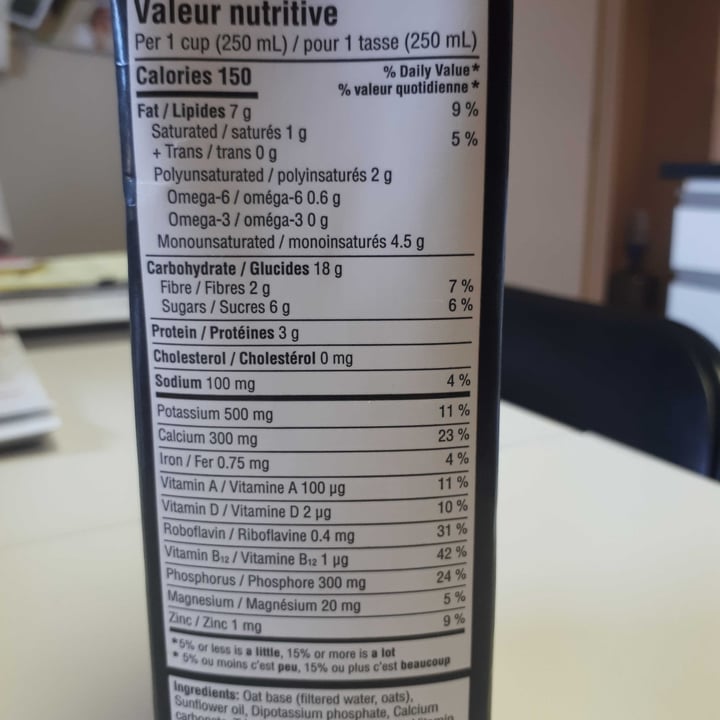 Valeur nutritive
Per 1 cup (250 mL) / pour 1 tasse (250 mL)
Calories 150
% Daily Value*
% valeur quotidienne *
Fat / Lipides 7 g 9 %
Saturated / saturés 1 g
+ Trans / trans 0 g 5 %
Polyunsaturated / polyinsaturés 2 g
Omega-6 / oméga-6 0.6 g
Omega-3 / oméga-3 0 g
Monounsaturated / monoinsaturés 4.5 g
Carbohydrate / Glucides 18 g
Fibre / Fibres 2 g 7 %
Sugars / Sucres 6 g 6 %
Protein / Protéines 3 g
Cholesterol / Cholestérol 0 mg
Sodium 100 mg 4 %
Potassium 500 mg 11 %
Calcium 300 mg 23 %
Iron / Fer 0.75 mg 4 %
Vitamin A / Vitamine A 100 µg 11 %
Vitamin D / Vitamine D 2 µg 10 %
Roboflavin / Riboflavine 0.4 mg 31 %
Vitamin B12 / Vitamine B12 1 µg 42 %
Phosphorus / Phosphore 300 mg 24 %
Magnesium / Magnésium 20 mg 5 %
Zinc / Zinc 1 mg 9 %
*5% or less is a little, 15% or more is a lot
* 5% ou moins c'est peu, 15% ou plus c'est beaucoup
Ingredients: Oat base (filtered water, oats),
Sunflower oil, Dipotassium phosphate, Calcium